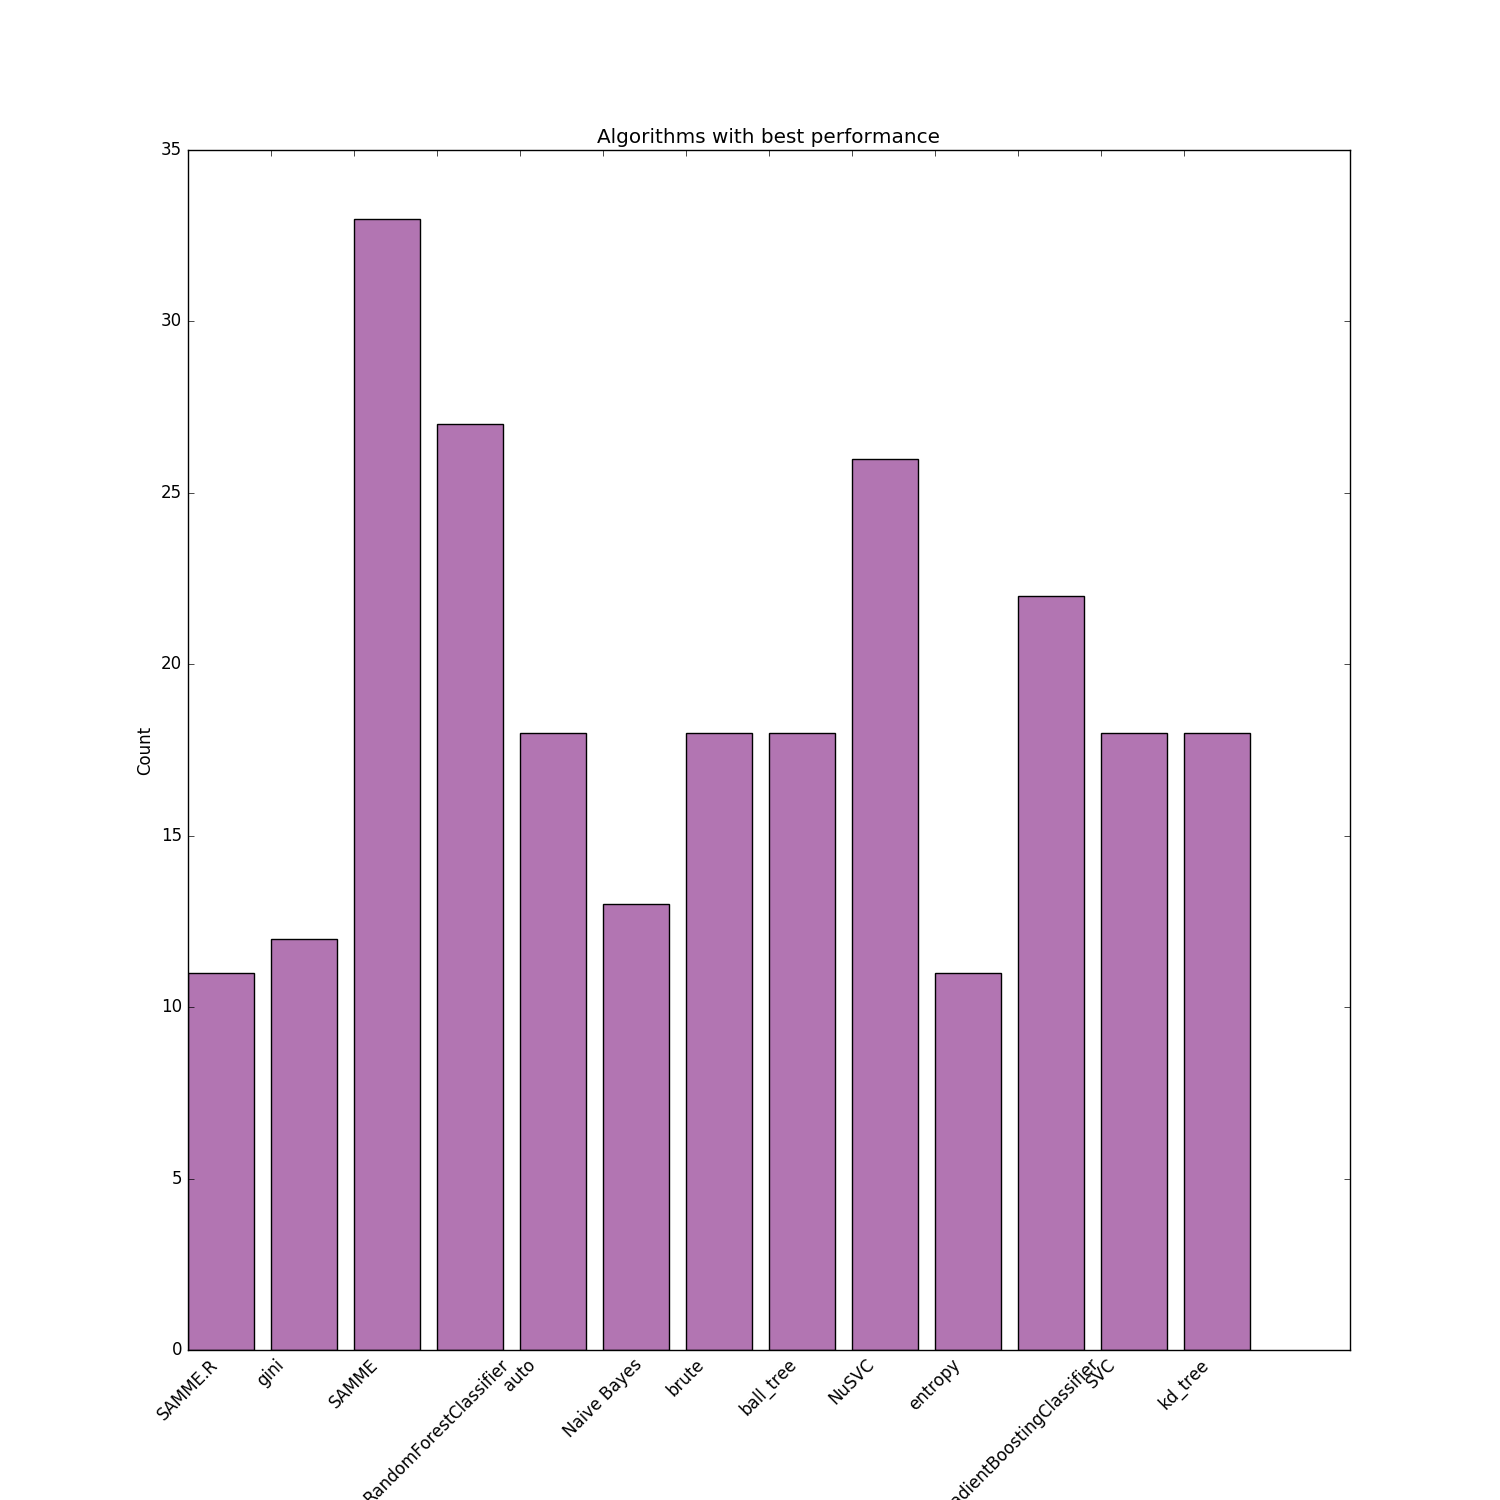 Algorithms with best performance
35
30
25
20
15
10
5
0
Count
SAMME.R
gini
SAMME
RandomForestClassifier
auto
Naive Bayes
brute
ball_tree
NuSVC
entropy
adientBoostingClassifier
SVC
kd_tree